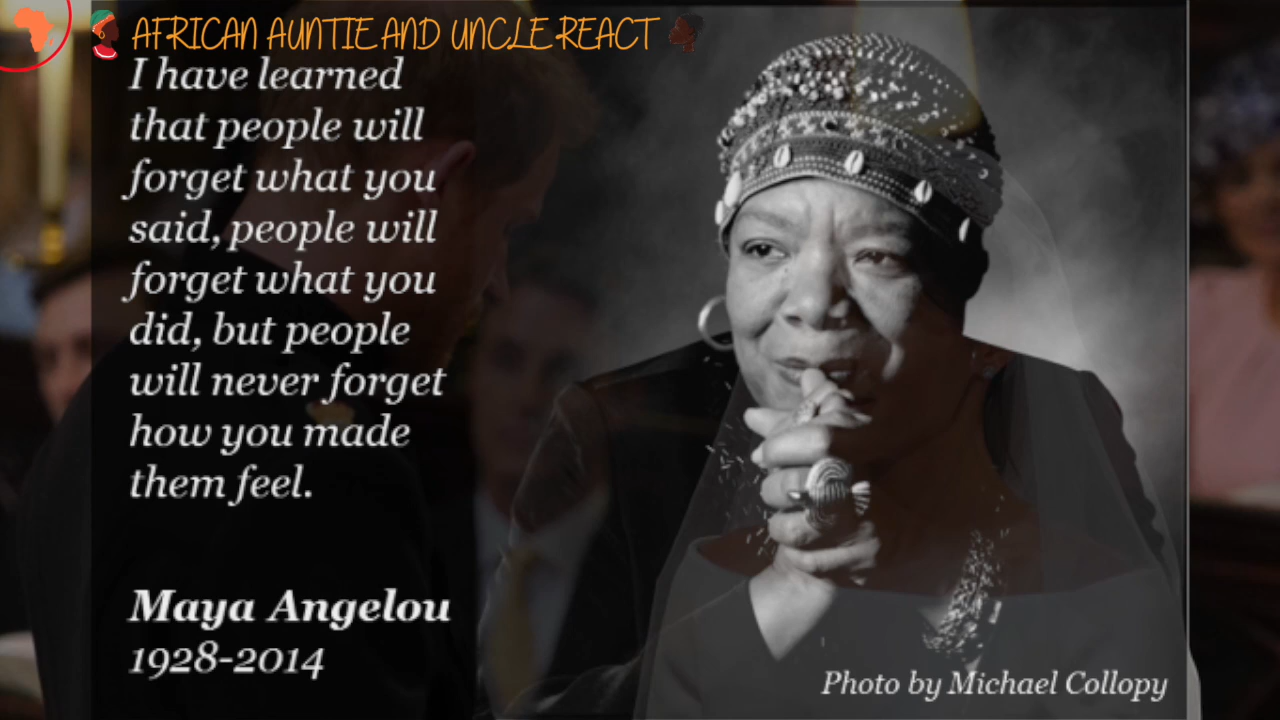 AFRICAN AUNTIE AND UNCLE REACT
I have learned
that people will
forget what you
said, people will
forget what you
did, but people
will never forget
how you made
them feel.
Maya Angelou
1928-2014
Photo by Michael Collopy